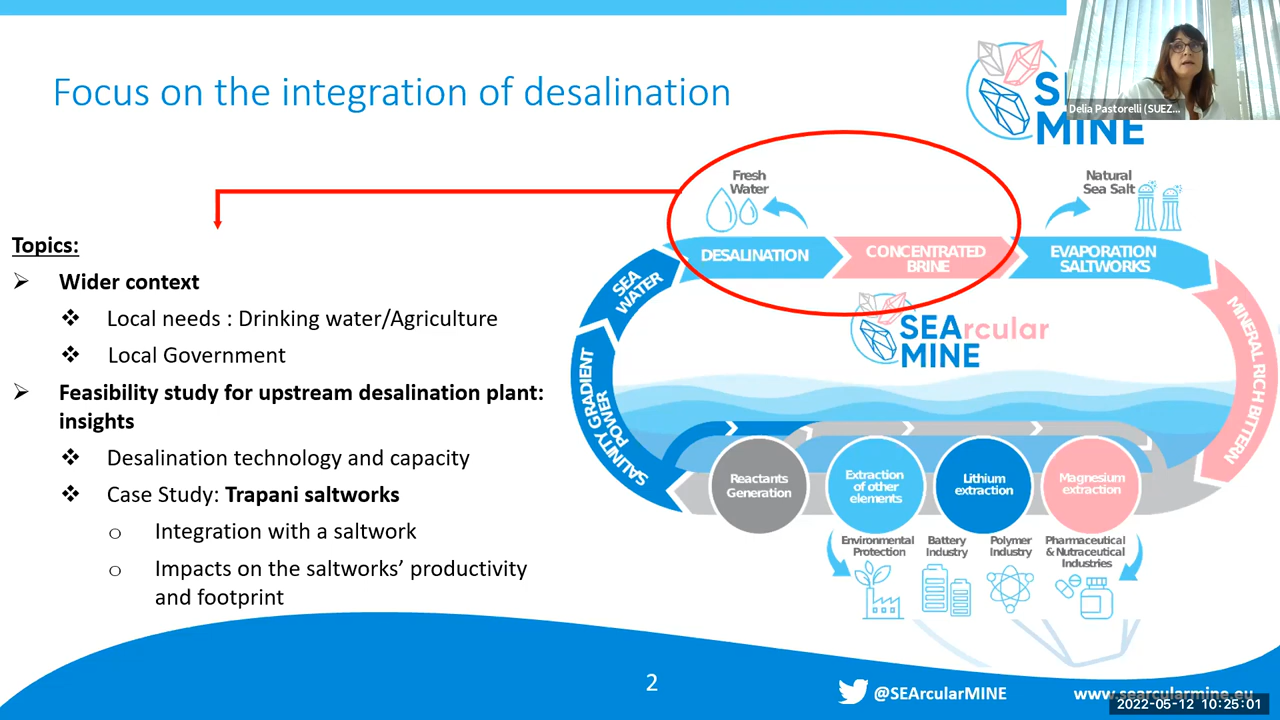 Focus on the integration of desalination
MINE
Delia Pastorelli (SUEZ...
Topics:
Wider context
Local needs : Drinking water/Agriculture
Local Government
Feasibility study for upstream desalination plant:
insights
Desalination technology and capacity
Case Study: Trapani saltworks
Integration with a saltwork
Impacts on the saltworks’ productivity
and footprint
Fresh
Water
Natural
Sea Salt
DESALINATION
CONCENTRATED
BRINE
EVAPORATION
SALTWORKS
SEA
WATER
SEArcular
MINE
MINERAL RICH BITTERN
SALINITY GRADIENT
POWER
Reactants
Generation
Extraction
of other
elements
Lithium
extraction
Magnesium
extraction
Environmental
Protection
Battery
Industry
Polymer
Industry
Pharmaceutical
& Nutraceutical
Industries
2
@SEArcularMINE
www.searcularmine.eu
2022-05-12 10:25:01